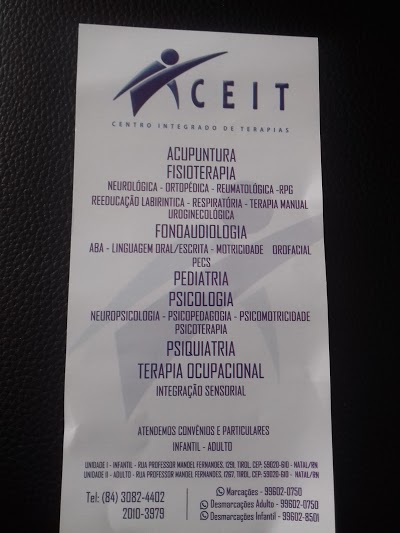 CEIT
CENTRO INTEGRADO DE TERAPIAS
ACUPUNTURA
FISIOTERAPIA
NEUROLÓGICA - ORTOPÉDICA - REUMATOLÓGICA -RPG
REEDUCAÇÃO LABIRINTICA - RESPIRATÓRIA - TERAPIA MANUAL
UROGINECOLÓGICA
FONOAUDIOLOGIA
ABA - LINGUAGEM ORAL/ESCRITA - MOTRICIDADE OROFACIAL
PECS
PEDIATRIA
PSICOLOGIA
NEUROPSICOLOGIA - PSICOPEDAGOGIA - PSICOMOTRICIDADE
PSICOTERAPIA
PSIQUIATRIA
TERAPIA OCUPACIONAL
INTEGRAÇÃO SENSORIAL
ATENDEMOS CONVÊNIOS E PARTICULARES
INFANTIL - ADULTO
UNIDADE I - INFANTIL - RUA PROFESSOR MANOEL FERNANDES, 1291, TIROL. CEP: 59020-610 - NATAL/RN
UNIDADE II - ADULTO - RUA PROFESSOR MANOEL FERNANDES, 1267, TIROL. CEP: 59020-610 - NATAL/RN
Tel: (84) 3082-4402
2010-3979
Marcações - 99602-0750
Desmarcações Adulto - 99602-0750
Desmarcações Infantil - 99602-8501